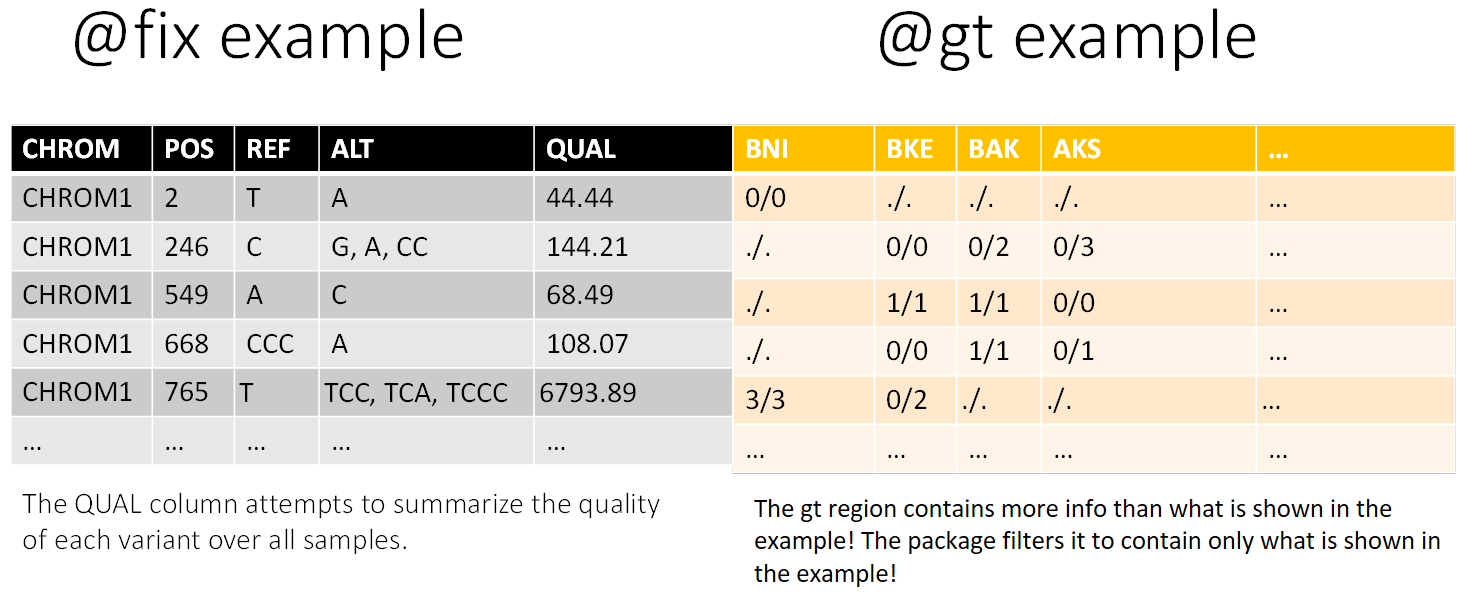 @fix example @gt example
CHROM POS REF ALT QUAL BNI BKE BAK AKS ...
CHROM1 2 T A 44.44 0/0 ./. ./. ./. ...
CHROM1 246 C G, A, CC 144.21 ./. 0/0 0/2 0/3 ...
CHROM1 549 A C 68.49 ./. 1/1 1/1 0/0 ...
CHROM1 668 CCC A 108.07 ./. 0/0 1/1 0/1 ...
CHROM1 765 T TCC, TCA, TCCC 6793.89 3/3 0/2 ./. ./. ...
... ... ... ... ... ... ... ... ... ...
The QUAL column attempts to summarize the quality
of each variant over all samples.
The gt region contains more info than what is shown in the
example! The package filters it to contain only what is shown in
the example!